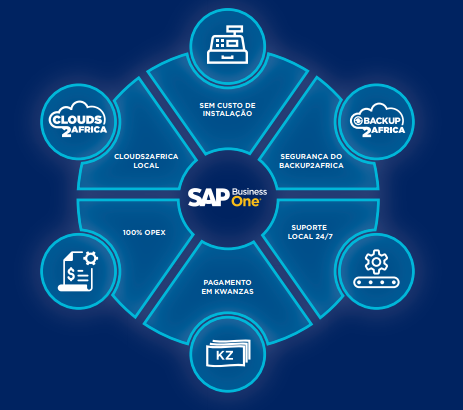 SEM CUSTO DE
INSTALAÇÃO
CLOUDS
2AFRICA
BACKUP
2AFRICA
CLOUDS2AFRICA
LOCAL
SEGURANÇA DO
BACKUP2AFRICA
SAP Business
One
100% OPEX
SUPORTE
LOCAL 24/7
PAGAMENTO
EM KWANZAS
$
KZ